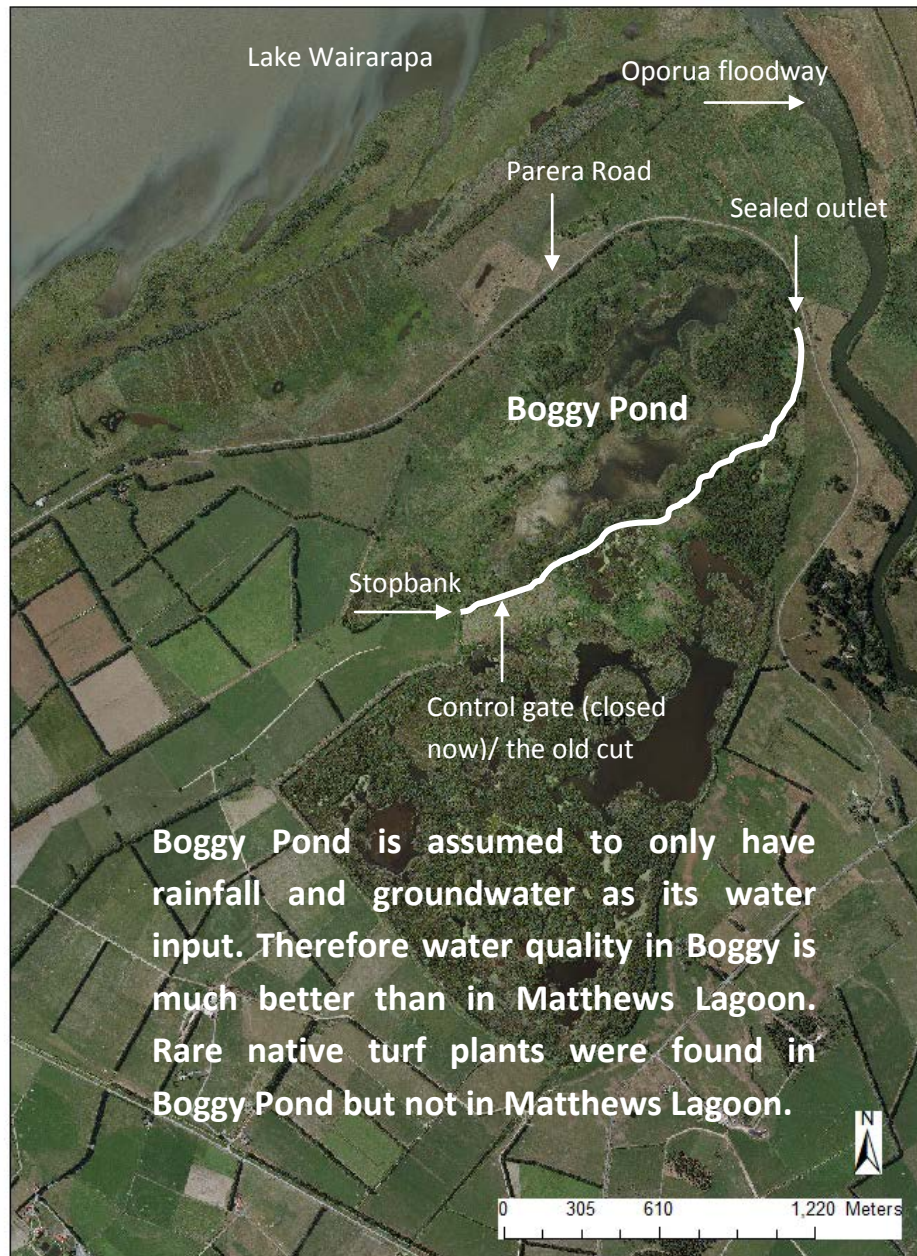 Lake Wairarapa
Oporua floodway
Parera Road
Sealed outlet
Boggy Pond
Stopbank
Control gate (closed
now)/ the old cut
Boggy Pond is assumed to only have
rainfall and groundwater as its water
input. Therefore water quality in Boggy is
much better than in Matthews Lagoon.
Rare native turf plants were found in
Boggy Pond but not in Matthews Lagoon.
N
0 305 610 1,220 Meters